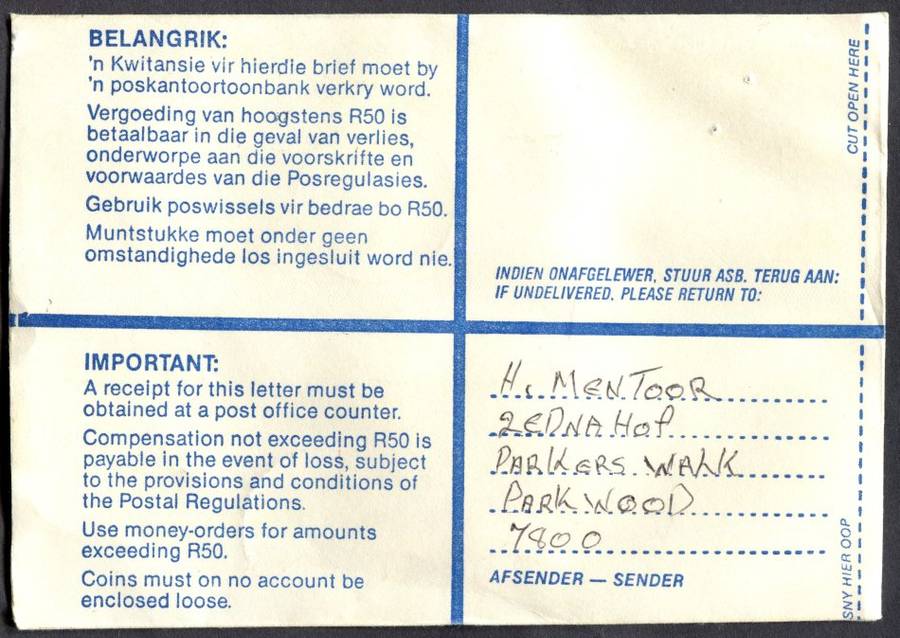 BELANGRIK:
'n Kwitansie vir hierdie brief moet by
'n poskantoortoonbank verkry word.
Vergoeding van hoogstens R50 is
betaalbaar in die geval van verlies,
onderworpe aan die voorskrifte en
voorwaardes van die Posregulasies.
Gebruik poswissels vir bedrae bo R50.
Muntstukke moet onder geen
omstandighede los ingesluit word nie.
CUT OPEN HERE
INDIEN ONAFGELEWER, STUUR ASB. TERUG AAN:
IF UNDELIVERED, PLEASE RETURN TO:
IMPORTANT:
A receipt for this letter must be
obtained at a post office counter.
Compensation not exceeding R50 is
payable in the event of loss, subject
to the provisions and conditions of
the Postal Regulations.
Use money-orders for amounts
exceeding R50.
Coins must on no account be
enclosed loose.
H. MENTOOR
2 EDNA HOF
PARKERS WALK
PARKWOOD
7800
AFSENDER — SENDER
SNY HIER OOP